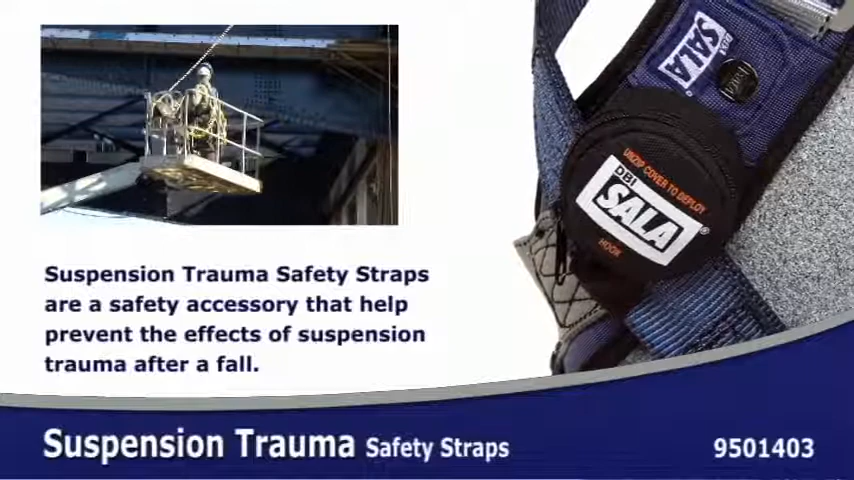 DBI
SALA
UNZIP COVER TO DEPLOY
DBI
SALA®
HOOK
Suspension Trauma Safety Straps
are a safety accessory that help
prevent the effects of suspension
trauma after a fall.
Suspension Trauma Safety Straps
9501403